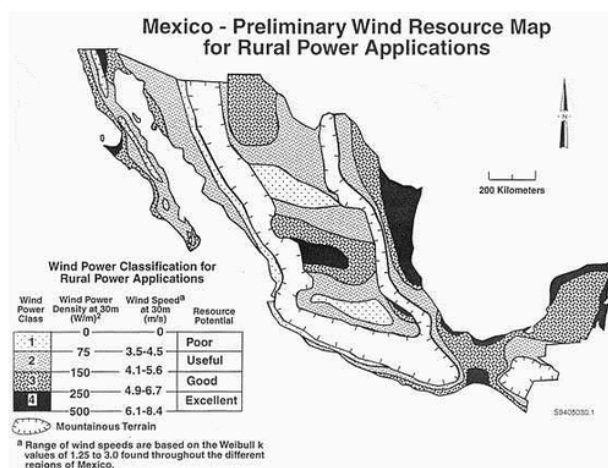 Mexico - Preliminary Wind Resource Map
for Rural Power Applications
N
200 Kilometers
Wind Power Classification for
Rural Power Applications
Wind Power Class
Wind Power Density at 30m (W/m)²
Wind Speedᵃ at 30m (m/s)
Resource Potential
0 0
1 Poor
75 3.5-4.5
2 Useful
150 4.1-5.6
3 Good
250 4.9-6.7
4 Excellent
500 6.1-8.4
Mountainous Terrain
ᵃ Range of wind speeds are based on the Weibull k
values of 1.25 to 3.0 found throughout the different
regions of Mexico.